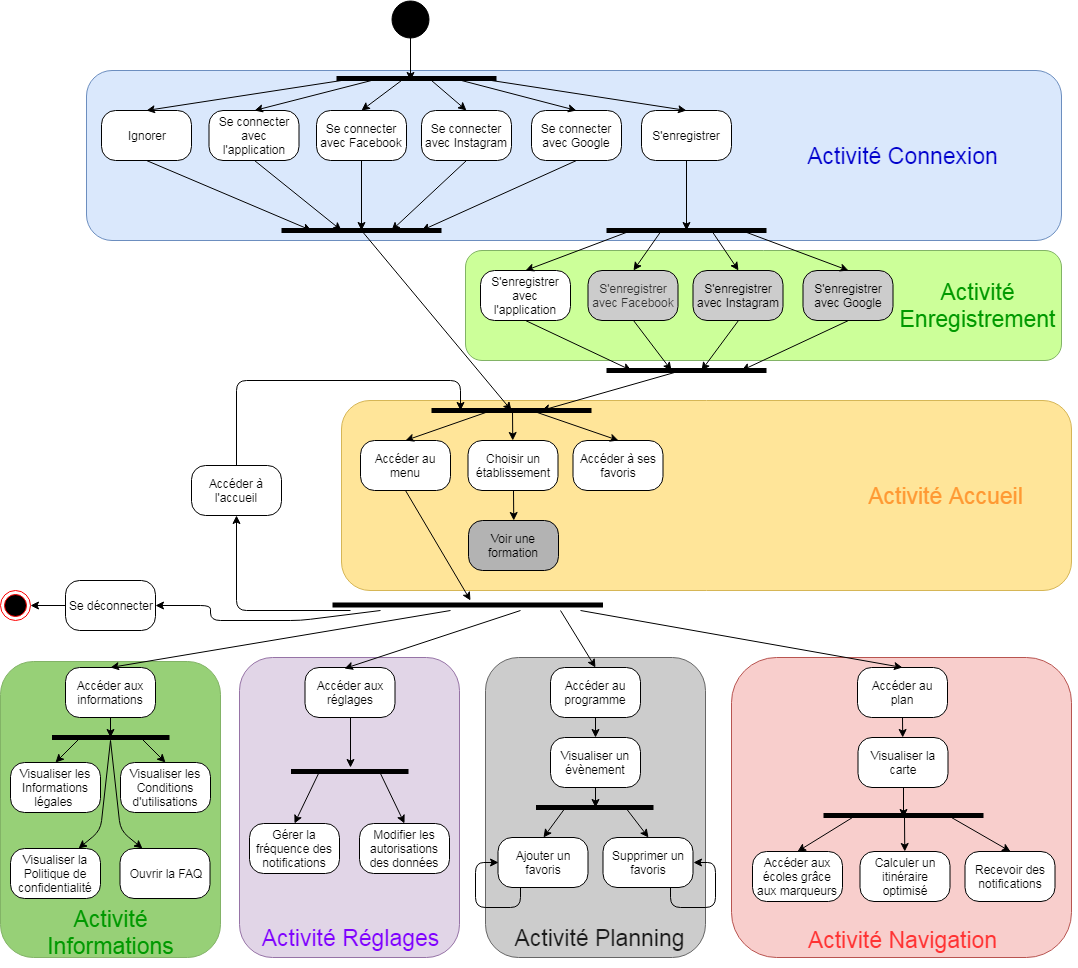 Ignorer
Se connecter
avec
l'application
Se connecter
avec Facebook
Se connecter
avec Instagram
Se connecter
avec Google
S'enregistrer
Activité Connexion
S'enregistrer
avec
l'application
S'enregistrer
avec Facebook
S'enregistrer
avec Instagram
S'enregistrer
avec Google
Activité
Enregistrement
Accéder au
menu
Choisir un
établissement
Accéder à ses
favoris
Accéder à
l'accueil
Activité Accueil
Voir une
formation
Se déconnecter
Accéder aux
informations
Visualiser les
Informations
légales
Visualiser les
Conditions
d'utilisations
Visualiser la
Politique de
confidentialité
Ouvrir la FAQ
Activité
Informations
Accéder aux
réglages
Gérer la
fréquence des
notifications
Modifier les
autorisations
des données
Activité Réglages
Accéder au
programme
Visualiser un
évènement
Ajouter un
favoris
Supprimer un
favoris
Activité Planning
Accéder au
plan
Visualiser la
carte
Accéder aux
écoles grâce
aux marqueurs
Calculer un
itinéraire
optimisé
Recevoir des
notifications
Activité Navigation